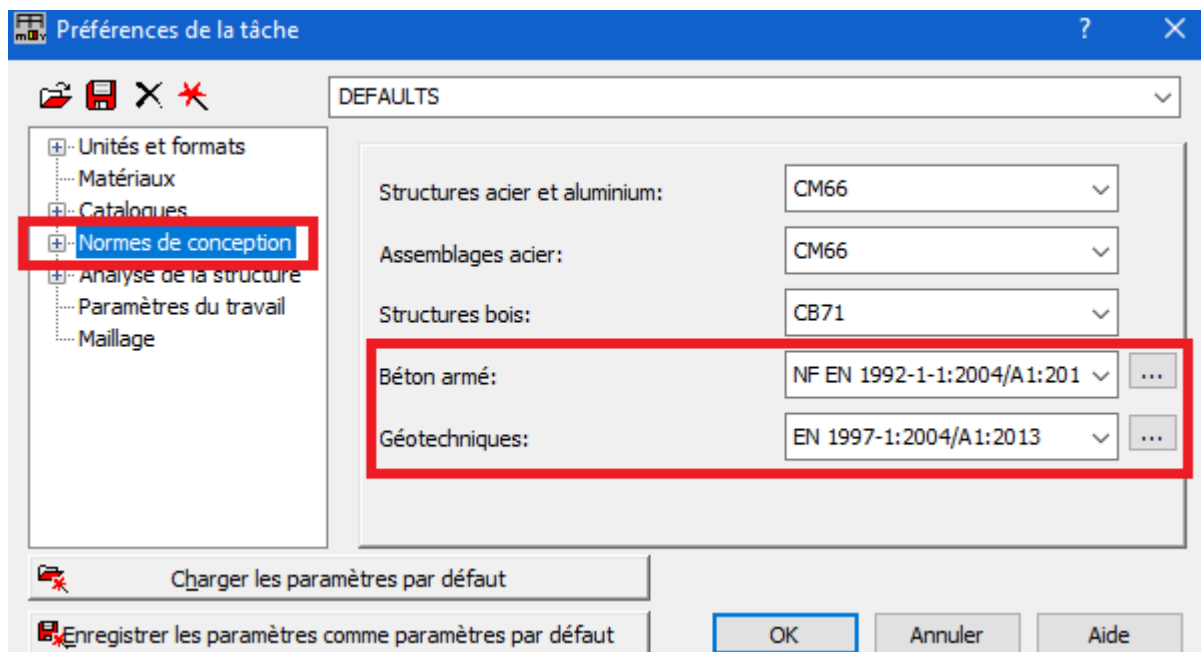 Préférences de la tâche
?
DEFAULTS
Unités et formats
Matériaux
Catalogues
Normes de conception
Analyse de la structure
Paramètres du travail
Maillage
Structures acier et aluminium:
CM66
Assemblages acier:
CM66
Structures bois:
CB71
Béton armé:
NF EN 1992-1-1:2004/A1:201
...
Géotechniques:
EN 1997-1:2004/A1:2013
...
Charger les paramètres par défaut
Enregistrer les paramètres comme paramètres par défaut
OK
Annuler
Aide